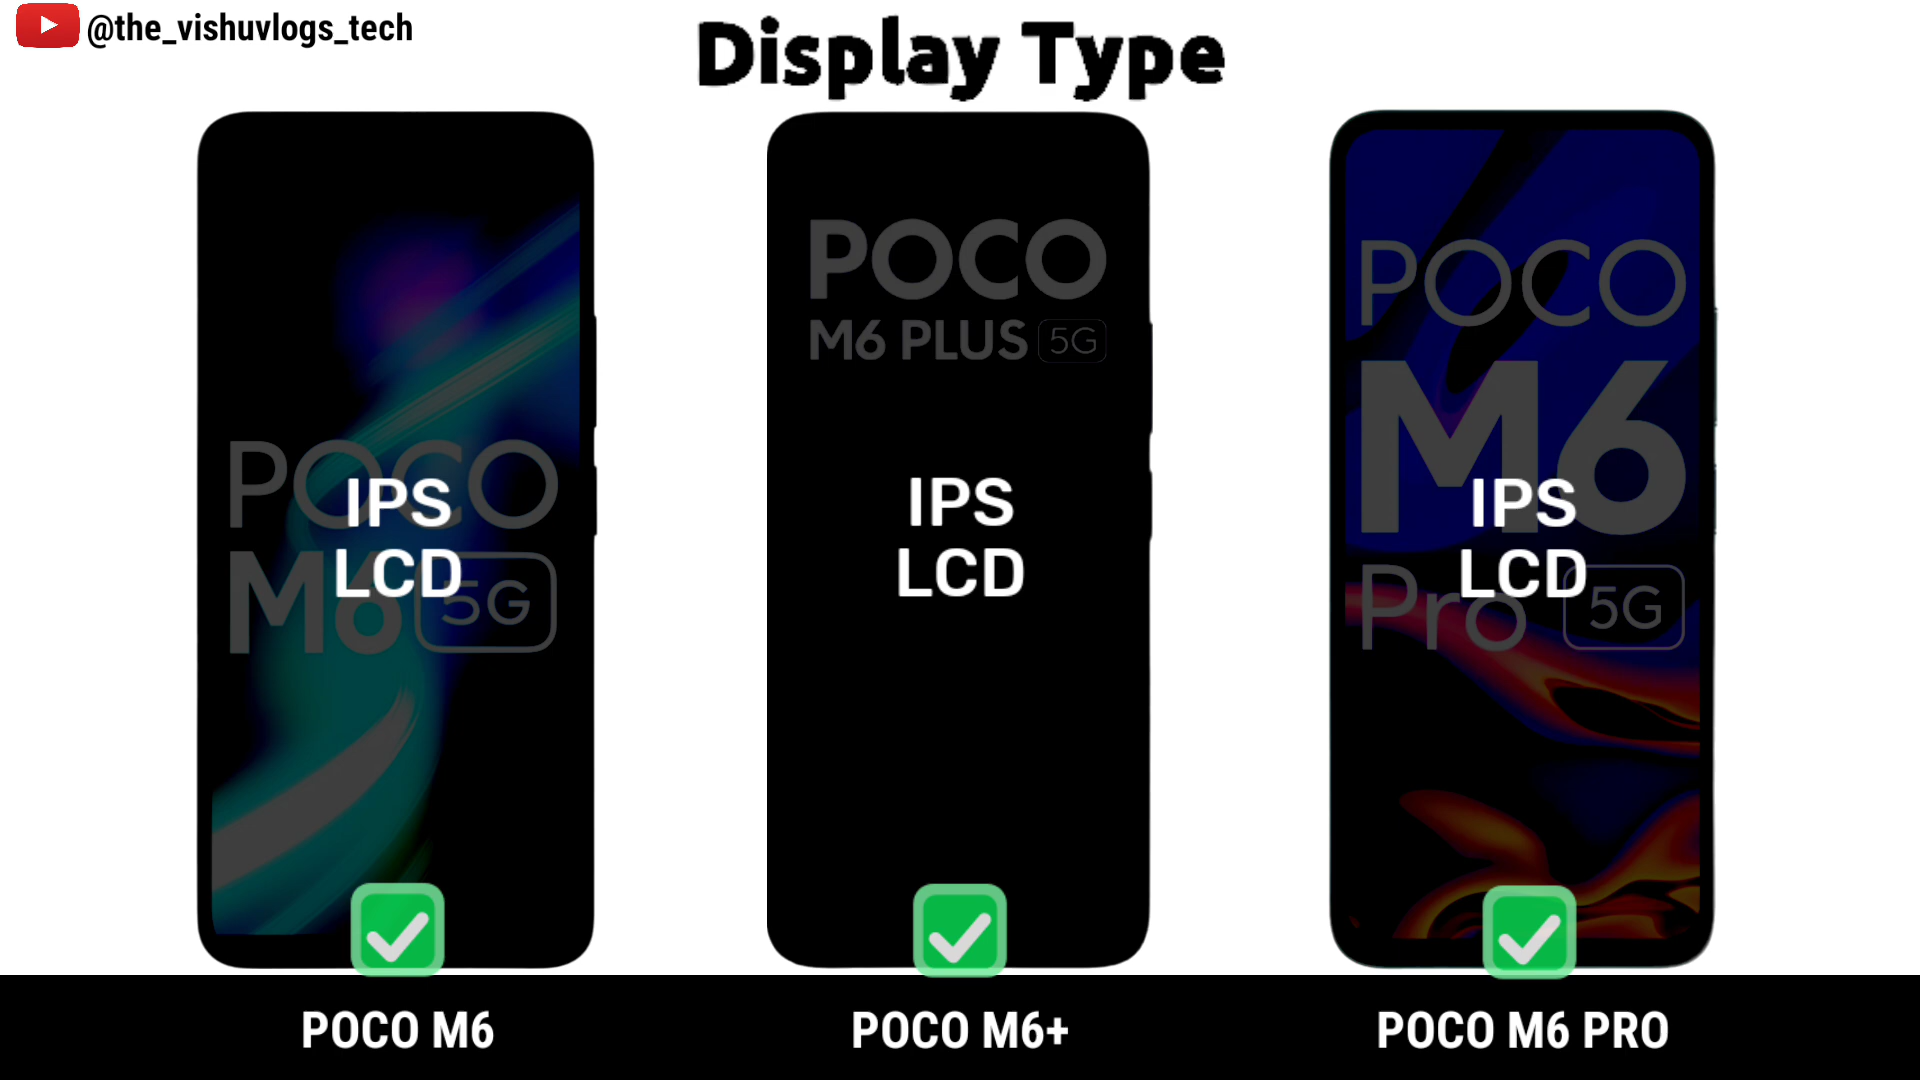 @the_vishuvlogs_tech
Display Type
POCO
M6 5G
IPS
LCD
POCO
M6 PLUS 5G
IPS
LCD
POCO
M6
Pro 5G
IPS
LCD
POCO M6
POCO M6+
POCO M6 PRO